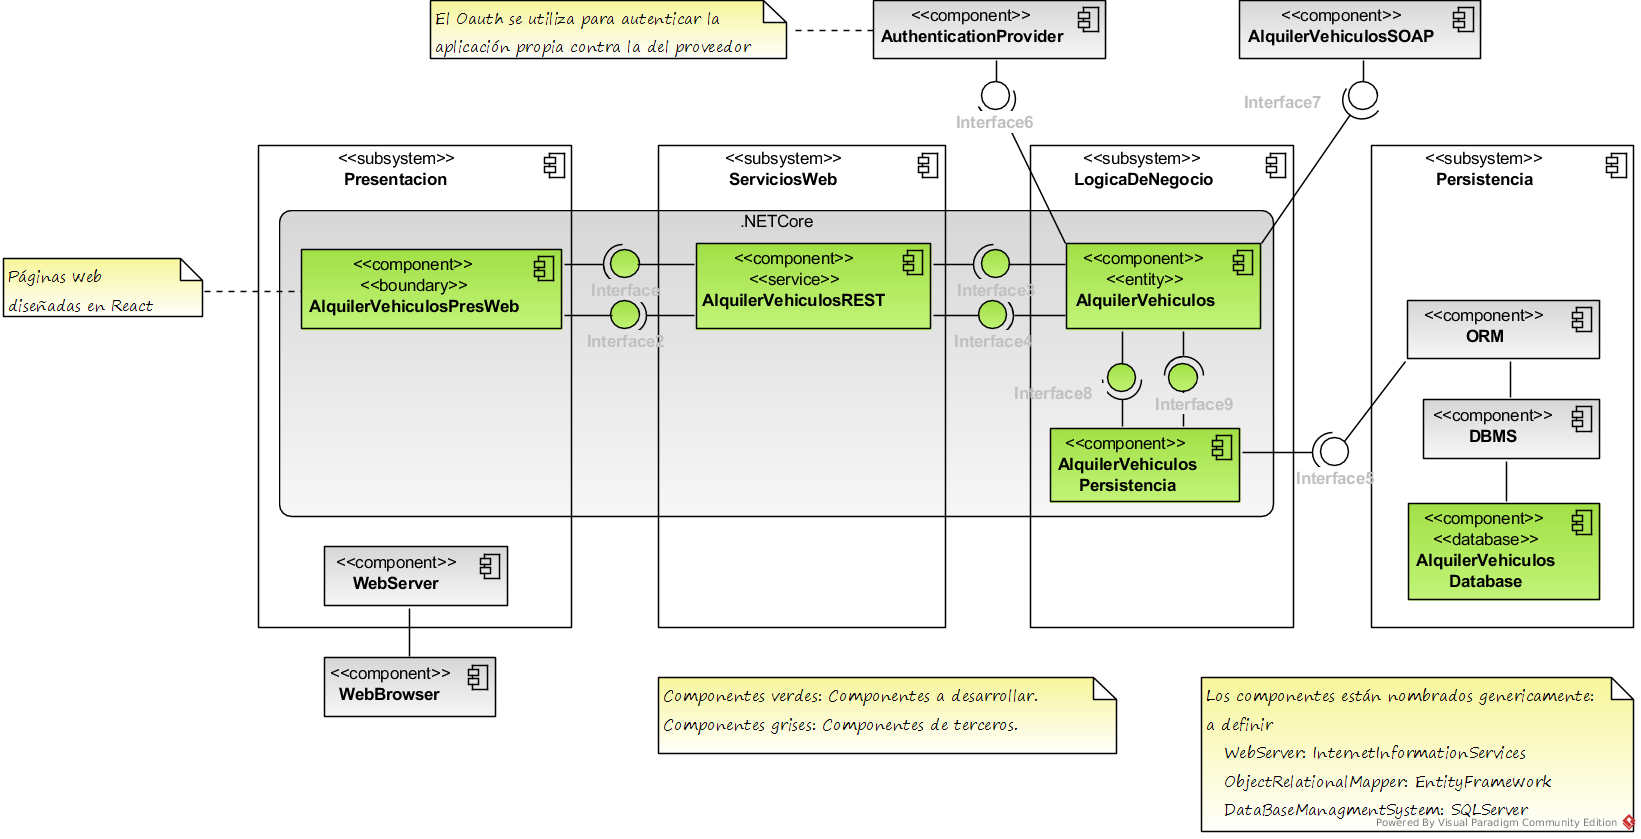 El Oauth se utiliza para autenticar la
aplicación propia contra la del proveedor
<<component>>
AuthenticationProvider
<<component>>
AlquilerVehiculosSOAP
Interface6
Interface7
<<subsystem>>
Presentacion
<<subsystem>>
ServiciosWeb
<<subsystem>>
LogicaDeNegocio
<<subsystem>>
Persistencia
.NETCore
Páginas web
diseñadas en React
<<component>>
<<boundary>>
AlquilerVehiculosPresWeb
Interface
Interface2
<<component>>
<<service>>
AlquilerVehiculosREST
Interface3
Interface4
<<component>>
<<entity>>
AlquilerVehiculos
Interface8
Interface9
<<component>>
AlquilerVehiculos
Persistencia
Interface5
<<component>>
ORM
<<component>>
DBMS
<<component>>
<<database>>
AlquilerVehiculos
Database
<<component>>
WebServer
<<component>>
WebBrowser
Componentes verdes: Componentes a desarrollar.
Componentes grises: Componentes de terceros.
Los componentes están nombrados genericamente:
a definir
WebServer: InternetInformationServices
ObjectRelationalMapper: EntityFramework
DataBaseManagmentSystem: SQLServer
Powered By Visual Paradigm Community Edition